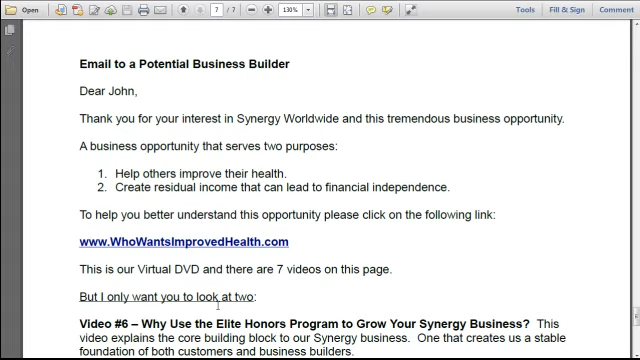 Open
7 / 7
130%
Tools
Fill & Sign
Comment
Email to a Potential Business Builder
Dear John,
Thank you for your interest in Synergy Worldwide and this tremendous business opportunity.
A business opportunity that serves two purposes:
1. Help others improve their health.
2. Create residual income that can lead to financial independence.
To help you better understand this opportunity please click on the following link:
www.WhoWantsImprovedHealth.com
This is our Virtual DVD and there are 7 videos on this page.
But I only want you to look at two:
Video #6 – Why Use the Elite Honors Program to Grow Your Synergy Business? This
video explains the core building block to our Synergy business. One that creates us a stable
foundation of both customers and business builders.